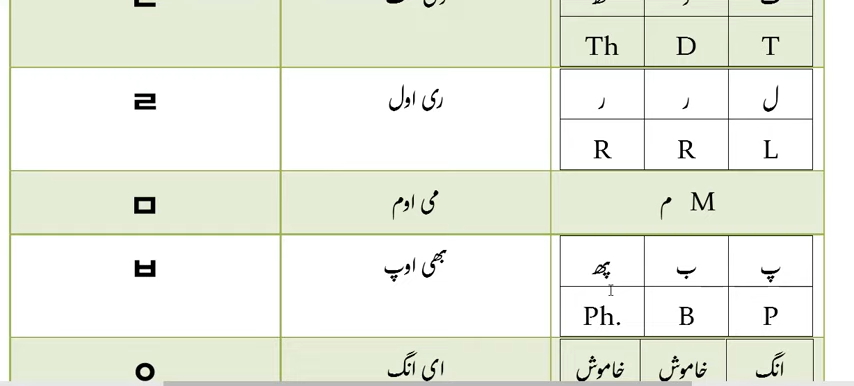 Th D T
ㄹ ری اول ر ر ل
R R L
ㅁ می اوم م M
ㅂ بھی اوپ پھ ب پ
Ph. B P
ㅇ ای انگ خاموش خاموش انگ